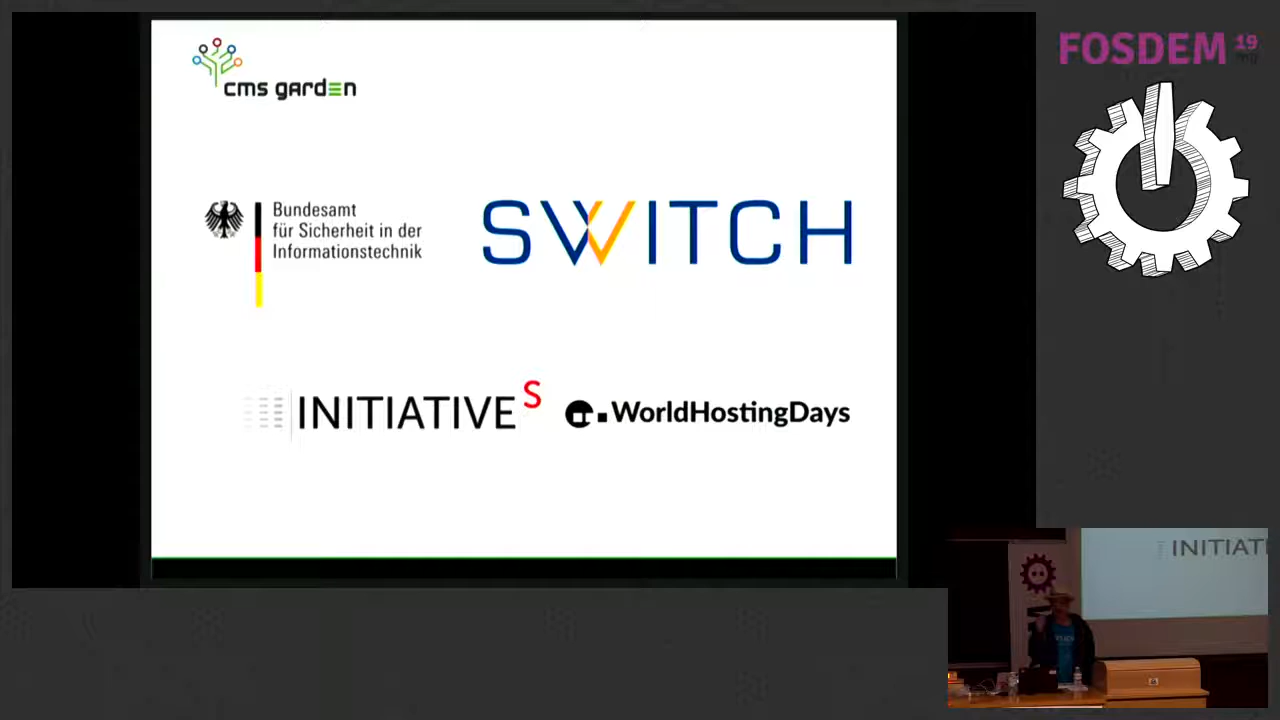 cms garden
Bundesamt
für Sicherheit in der
Informationstechnik
SWITCH
INITIATIVE S
WorldHostingDays
FOSDEM 19
INITIATI